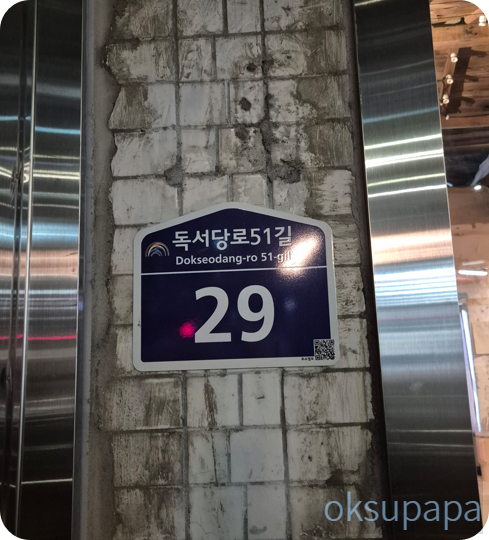 독서당로51길
Dokseodang-ro 51-gil
29
oksupapa